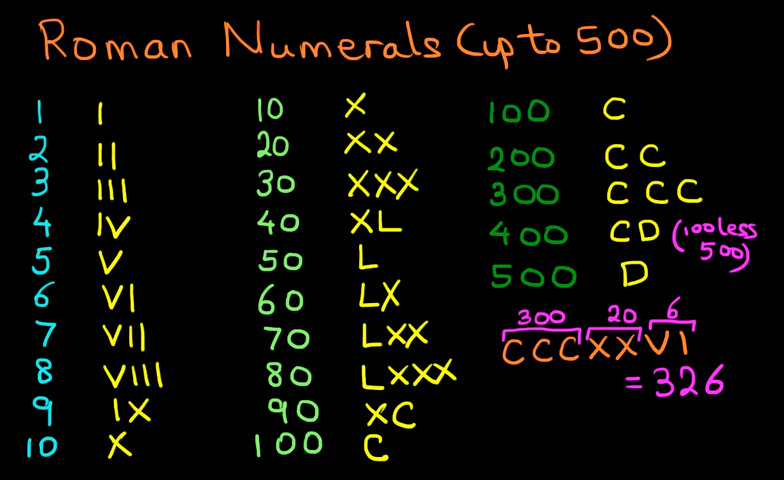 Roman Numerals (up to 500)
1 I
2 II
3 III
4 IV
5 V
6 VI
7 VII
8 VIII
9 IX
10 X
10 X
20 XX
30 XXX
40 XL
50 L
60 LX
70 LXX
80 LXXX
90 XC
100 C
100 C
200 CC
300 CCC
400 CD (100 less
500)
500 D
300 20 6
CCCXXVI
= 326